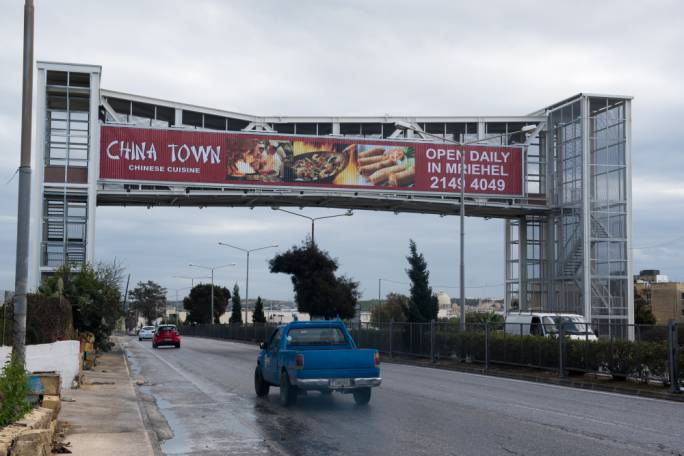 CHINA TOWN
CHINESE CUISINE
OPEN DAILY
IN MRIEHEL
2149 4049